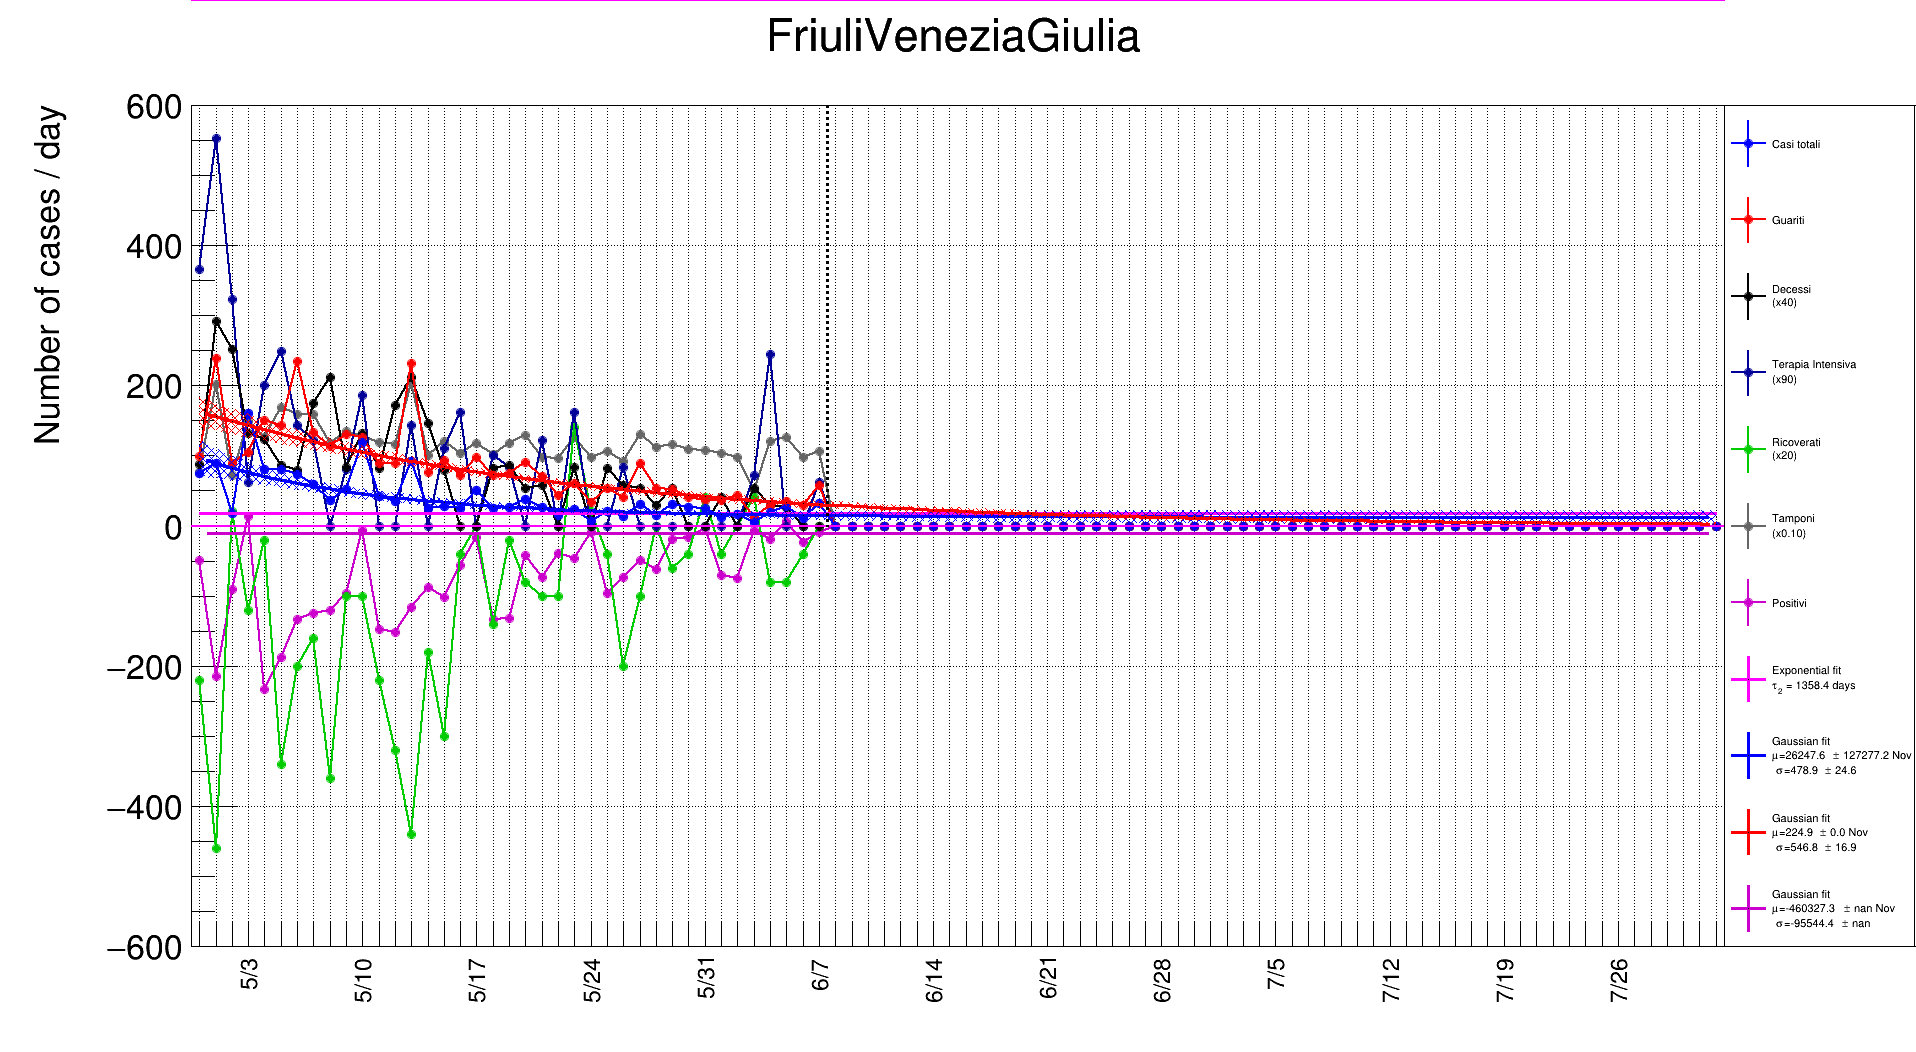 FriuliVeneziaGiulia
Number of cases / day
600
400
200
0
−200
−400
−600
5/3
5/10
5/17
5/24
5/31
6/7
6/14
6/21
6/28
7/5
7/12
7/19
7/26
Casi totali
Guariti
Decessi
(x40)
Terapia Intensiva
(x90)
Ricoverati
(x20)
Tamponi
(x0.10)
Positivi
Exponential fit
τ2 = 1358.4 days
Gaussian fit
μ=26247.6 ± 127277.2 Nov
σ=478.9 ± 24.6
Gaussian fit
μ=224.9 ± 0.0 Nov
σ=546.8 ± 16.9
Gaussian fit
μ=-460327.3 ± nan Nov
σ=-95544.4 ± nan